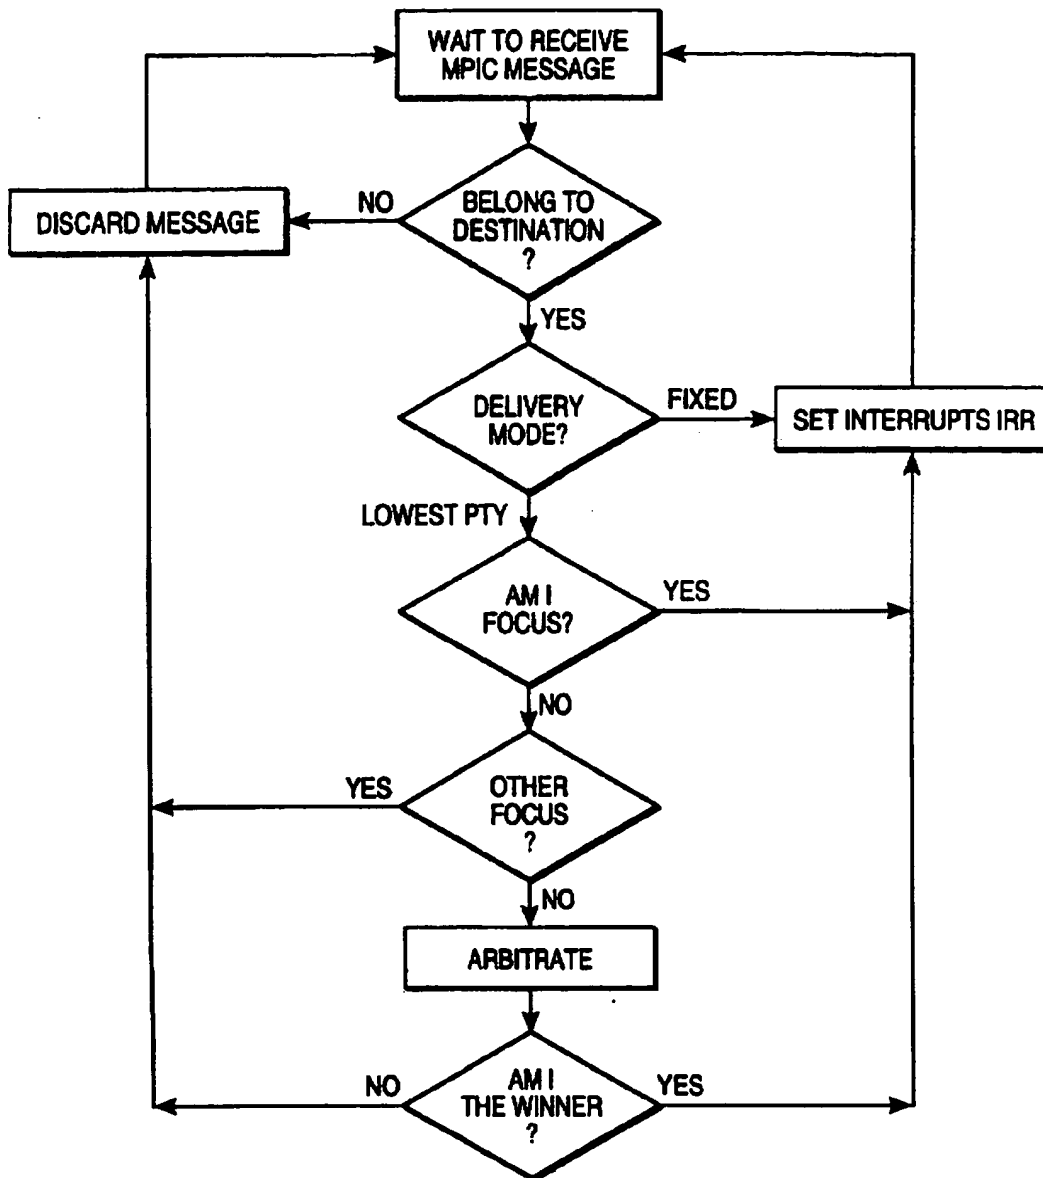 WAIT TO RECEIVE
MPIC MESSAGE
NO
BELONG TO
DESTINATION
?
DISCARD MESSAGE
YES
DELIVERY
MODE?
FIXED
SET INTERRUPTS IRR
LOWEST PTY
AM I
FOCUS?
YES
NO
YES
OTHER
FOCUS
?
NO
ARBITRATE
NO
AM I
THE WINNER
?
YES